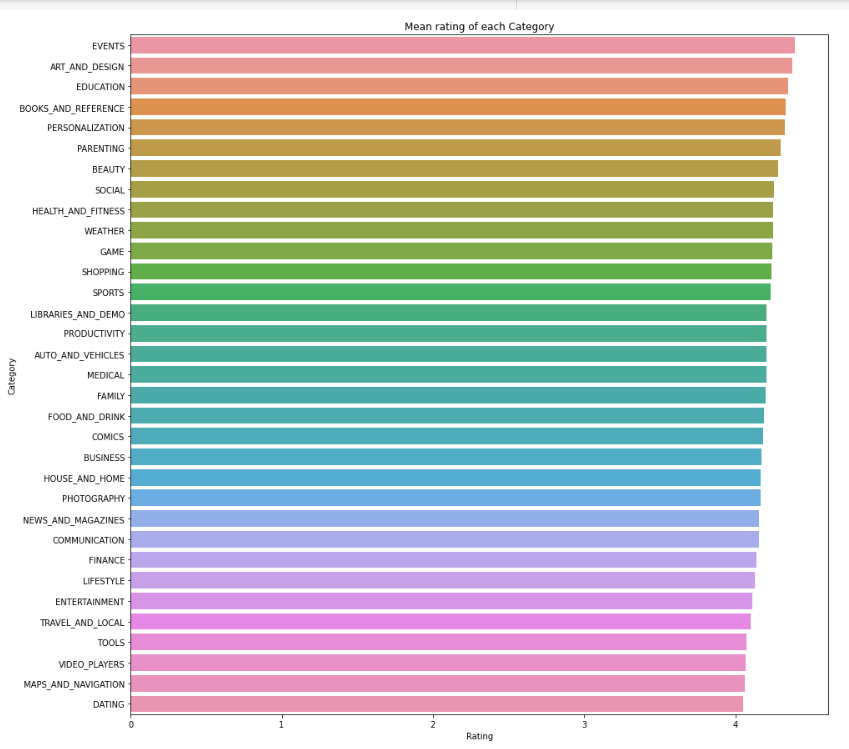 Mean rating of each Category
EVENTS
ART_AND_DESIGN
EDUCATION
BOOKS_AND_REFERENCE
PERSONALIZATION
PARENTING
BEAUTY
SOCIAL
HEALTH_AND_FITNESS
WEATHER
GAME
SHOPPING
SPORTS
LIBRARIES_AND_DEMO
PRODUCTIVITY
AUTO_AND_VEHICLES
MEDICAL
FAMILY
FOOD_AND_DRINK
COMICS
BUSINESS
HOUSE_AND_HOME
PHOTOGRAPHY
NEWS_AND_MAGAZINES
COMMUNICATION
FINANCE
LIFESTYLE
ENTERTAINMENT
TRAVEL_AND_LOCAL
TOOLS
VIDEO_PLAYERS
MAPS_AND_NAVIGATION
DATING
Category
0 1 2 3 4
Rating